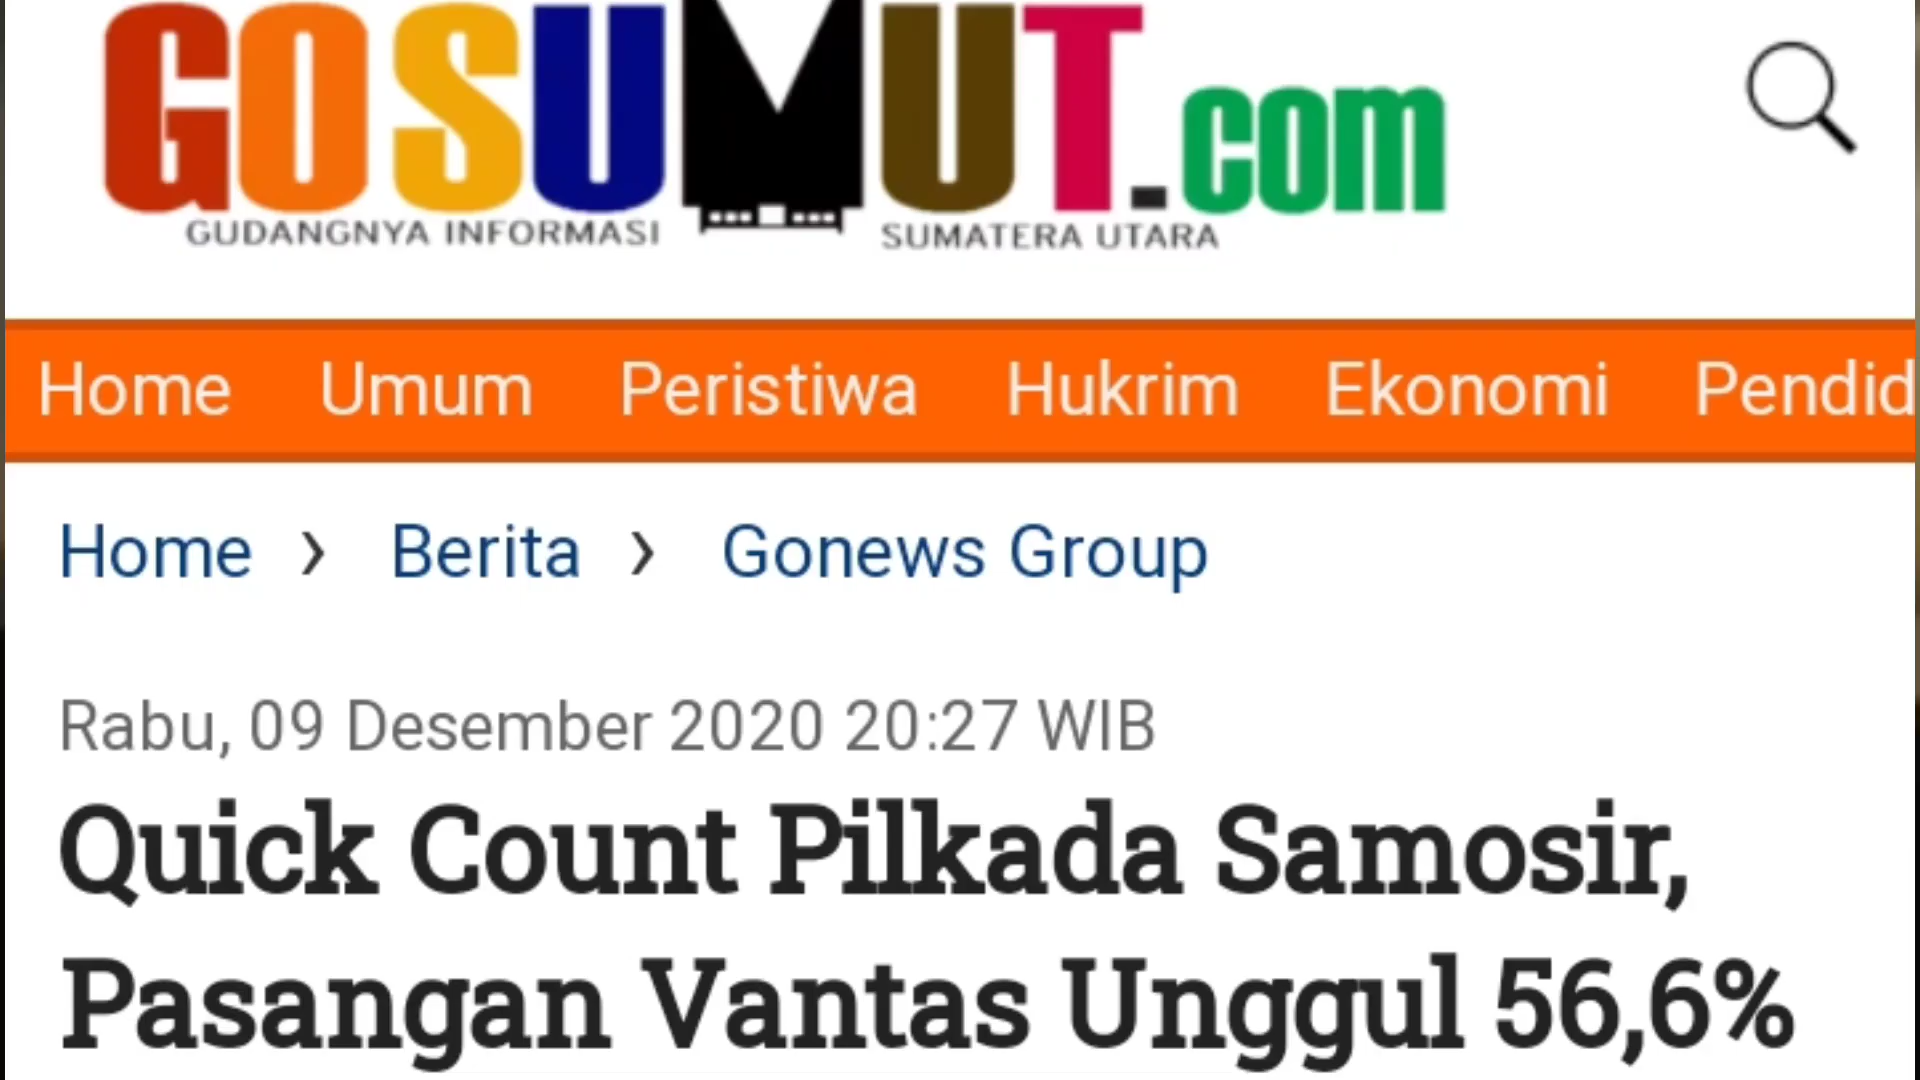 GOSUMUT.com
GUDANGNYA INFORMASI SUMATERA UTARA
Home Umum Peristiwa Hukrim Ekonomi Pendid
Home › Berita › Gonews Group
Rabu, 09 Desember 2020 20:27 WIB
Quick Count Pilkada Samosir,
Pasangan Vantas Unggul 56,6%